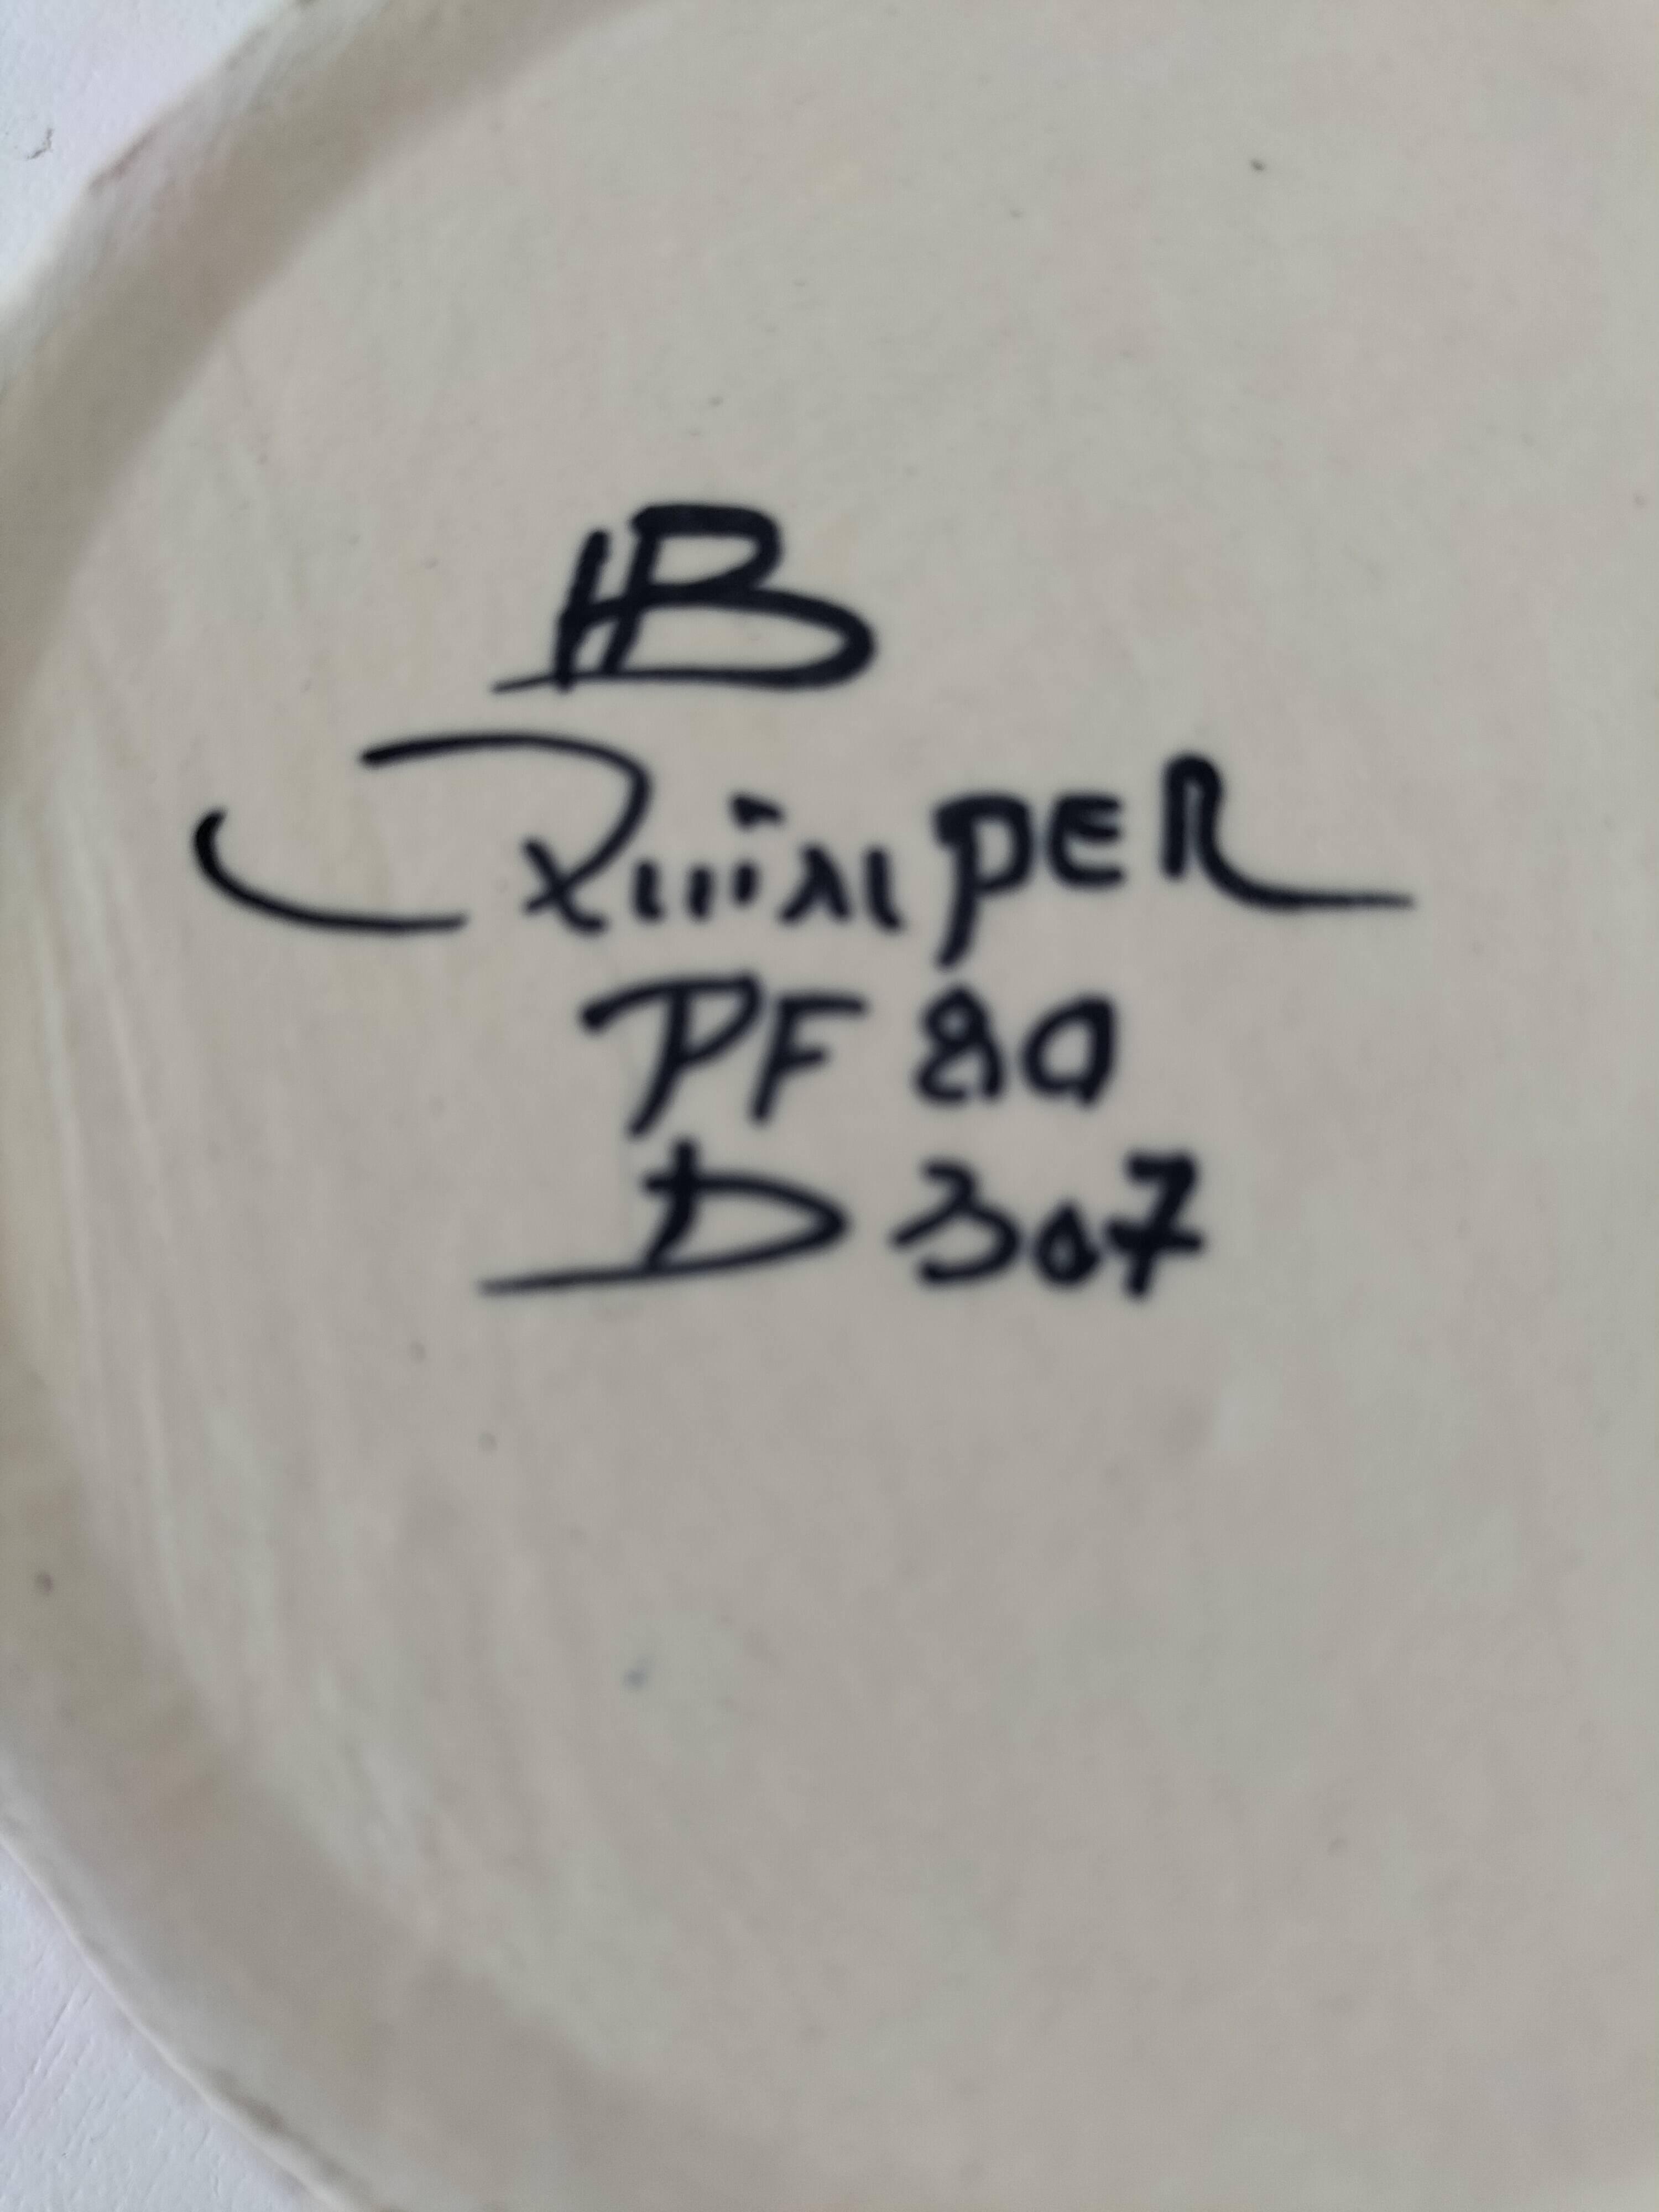 HB
QuimPER
PF 80
D 307